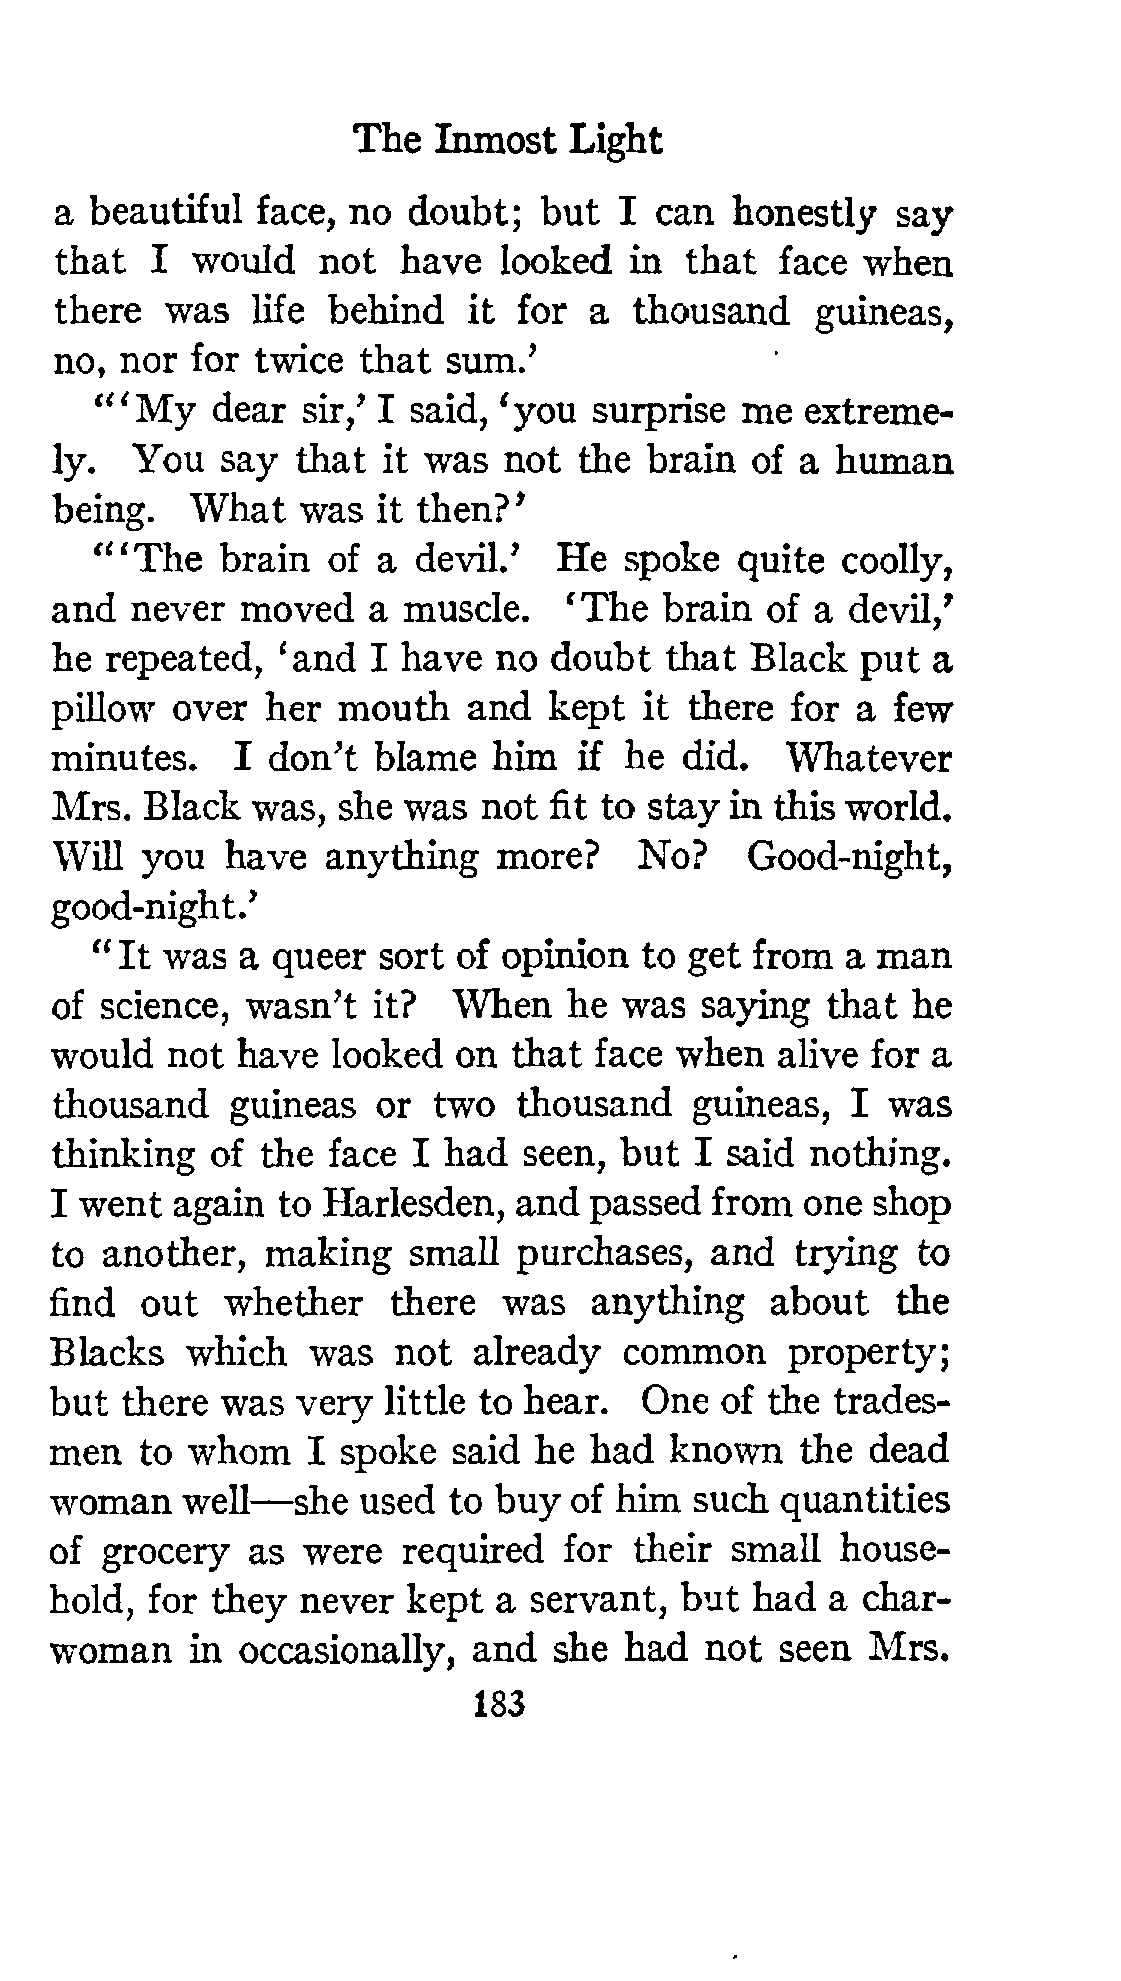 The Inmost Light
a beautiful face, no doubt; but I can honestly say
that I would not have looked in that face when
there was life behind it for a thousand guineas,
no, nor for twice that sum.’
“‘My dear sir,’ I said, ‘you surprise me extreme-
ly. You say that it was not the brain of a human
being. What was it then?’
“‘The brain of a devil.’ He spoke quite coolly,
and never moved a muscle. ‘The brain of a devil,’
he repeated, ‘and I have no doubt that Black put a
pillow over her mouth and kept it there for a few
minutes. I don’t blame him if he did. Whatever
Mrs. Black was, she was not fit to stay in this world.
Will you have anything more? No? Good-night,
good-night.’
“It was a queer sort of opinion to get from a man
of science, wasn’t it? When he was saying that he
would not have looked on that face when alive for a
thousand guineas or two thousand guineas, I was
thinking of the face I had seen, but I said nothing.
I went again to Harlesden, and passed from one shop
to another, making small purchases, and trying to
find out whether there was anything about the
Blacks which was not already common property;
but there was very little to hear. One of the trades-
men to whom I spoke said he had known the dead
woman well—she used to buy of him such quantities
of grocery as were required for their small house-
hold, for they never kept a servant, but had a char-
woman in occasionally, and she had not seen Mrs.
183